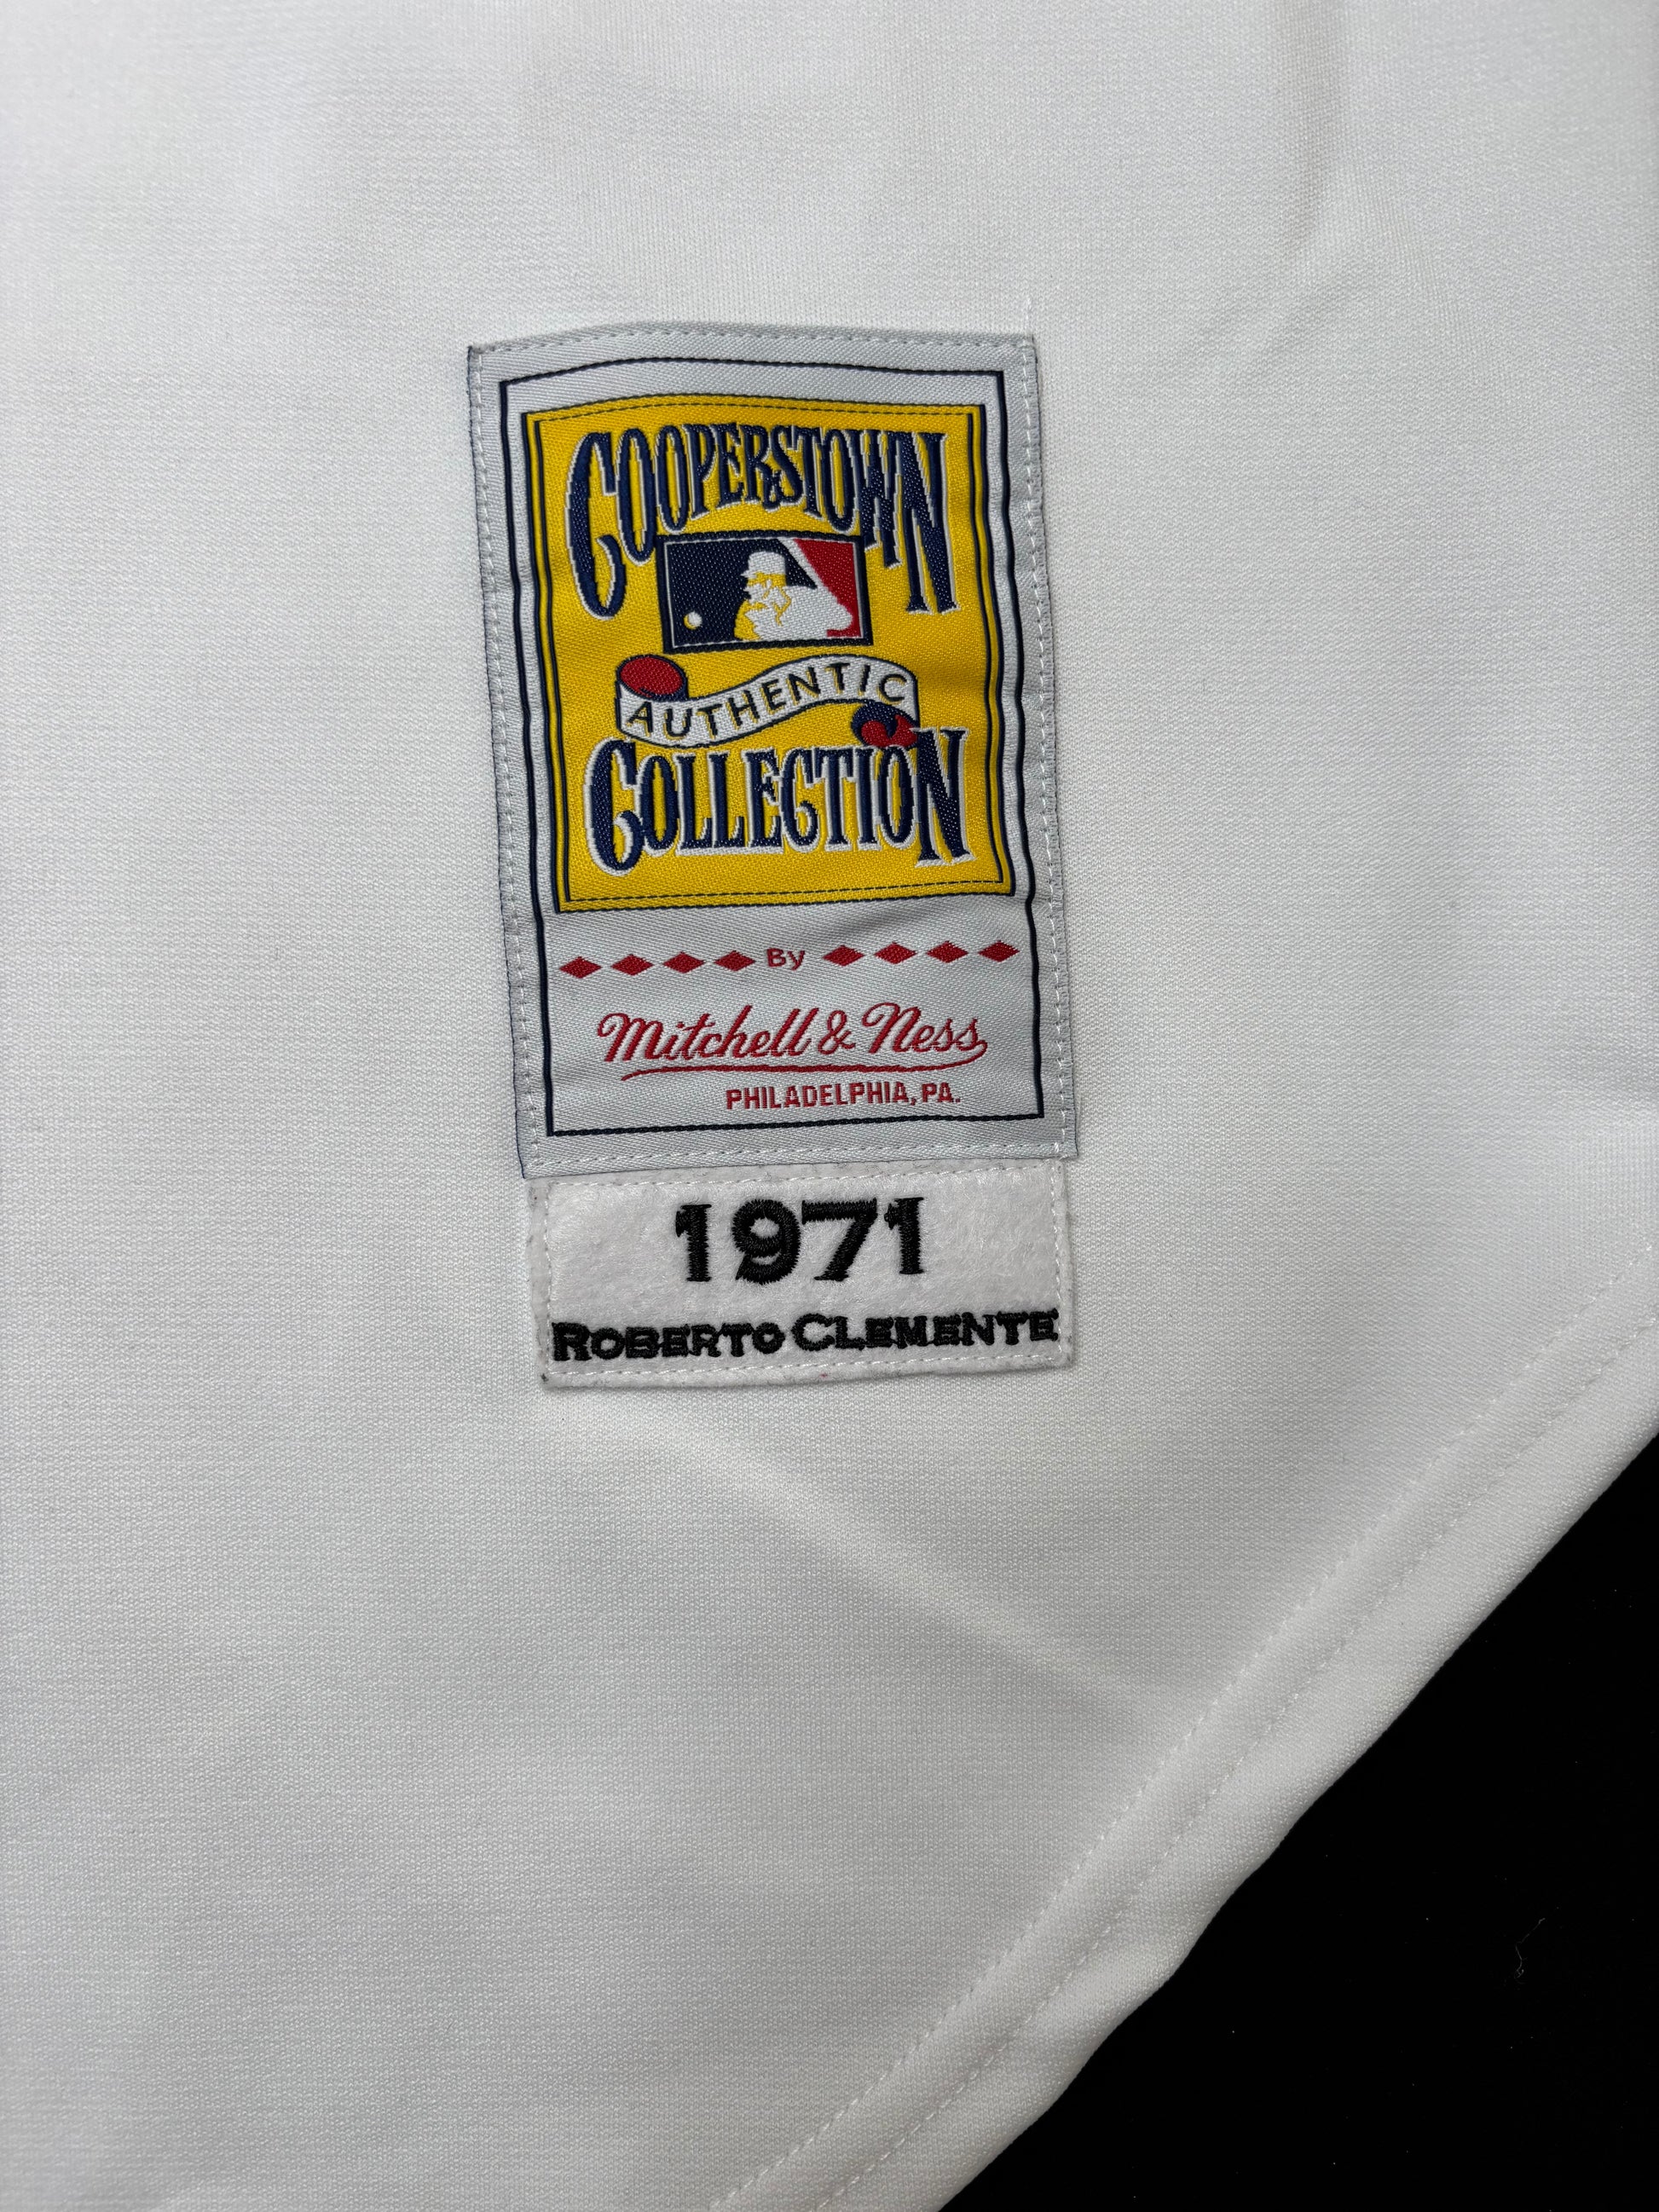 COOPERSTOWN
AUTHENTIC
COLLECTION
By
Mitchell & Ness
PHILADELPHIA, PA.
1971
ROBERTO CLEMENTE